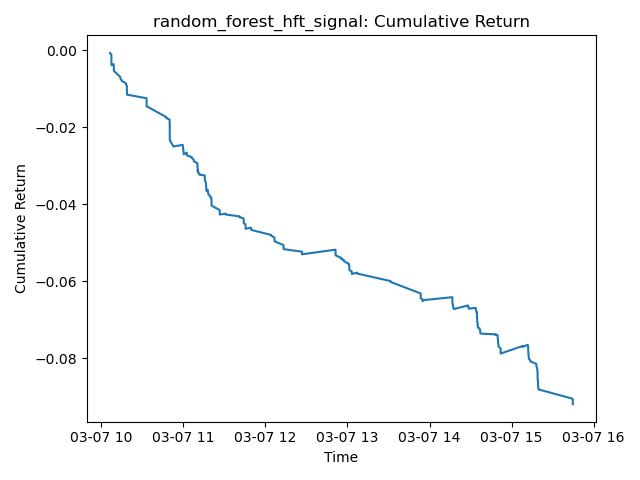 random_forest_hft_signal: Cumulative Return
0.00
−0.02
−0.04
−0.06
−0.08
Cumulative Return
03-07 10 03-07 11 03-07 12 03-07 13 03-07 14 03-07 15 03-07 16
Time